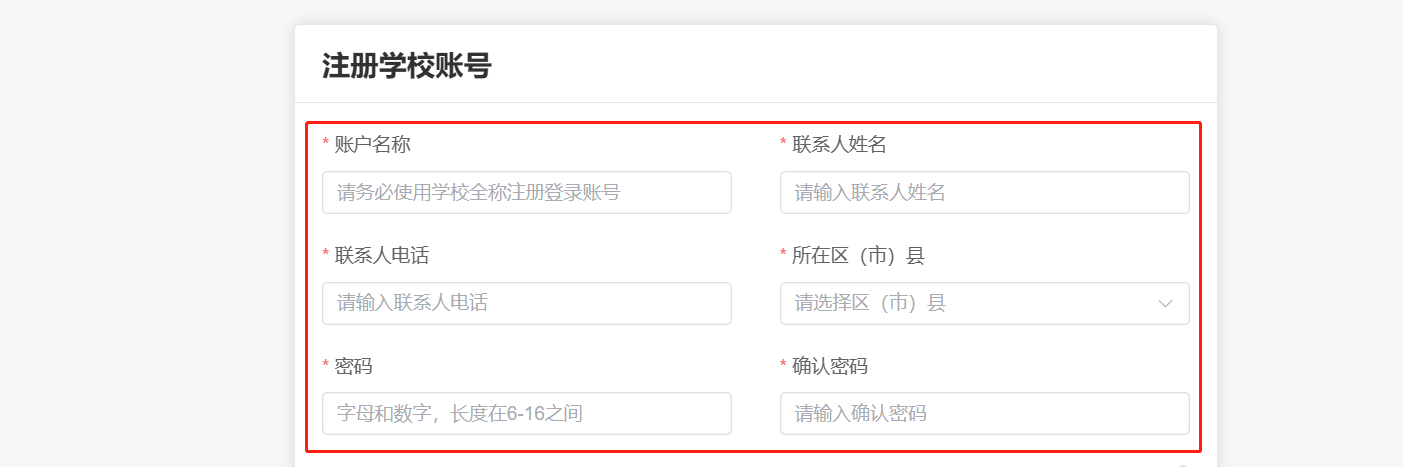 注册学校账号
* 账户名称
* 联系人姓名
请务必使用学校全称注册登录账号
请输入联系人姓名
* 联系人电话
* 所在区（市）县
请输入联系人电话
请选择区（市）县
* 密码
* 确认密码
字母和数字，长度在6-16之间
请输入确认密码